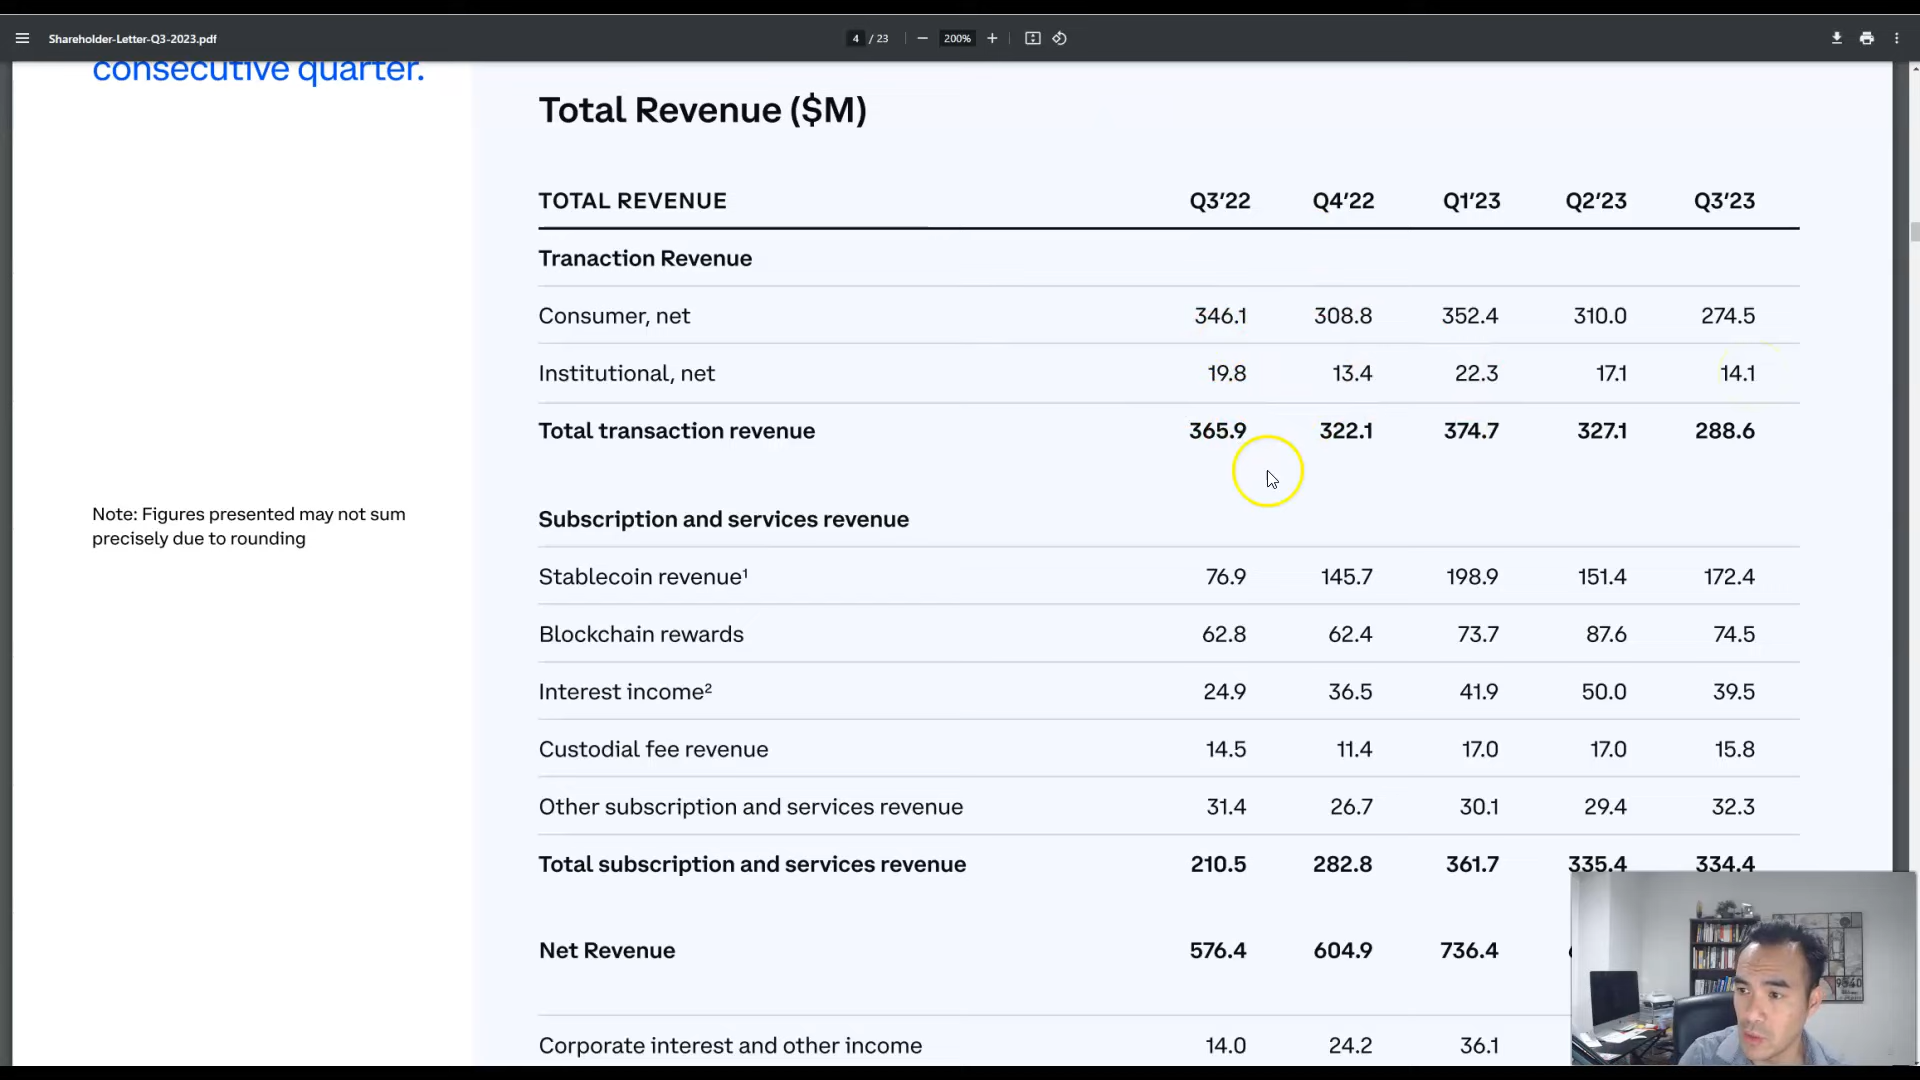 Shareholder-Letter-Q3-2023.pdf
4 / 23
200%
consecutive quarter.
Total Revenue ($M)
TOTAL REVENUE Q3'22 Q4'22 Q1'23 Q2'23 Q3'23
Tranaction Revenue
Consumer, net 346.1 308.8 352.4 310.0 274.5
Institutional, net 19.8 13.4 22.3 17.1 14.1
Total transaction revenue 365.9 322.1 374.7 327.1 288.6
Note: Figures presented may not sum
precisely due to rounding
Subscription and services revenue
Stablecoin revenue¹ 76.9 145.7 198.9 151.4 172.4
Blockchain rewards 62.8 62.4 73.7 87.6 74.5
Interest income² 24.9 36.5 41.9 50.0 39.5
Custodial fee revenue 14.5 11.4 17.0 17.0 15.8
Other subscription and services revenue 31.4 26.7 30.1 29.4 32.3
Total subscription and services revenue 210.5 282.8 361.7 335.4 334.4
Net Revenue 576.4 604.9 736.4
Corporate interest and other income 14.0 24.2 36.1